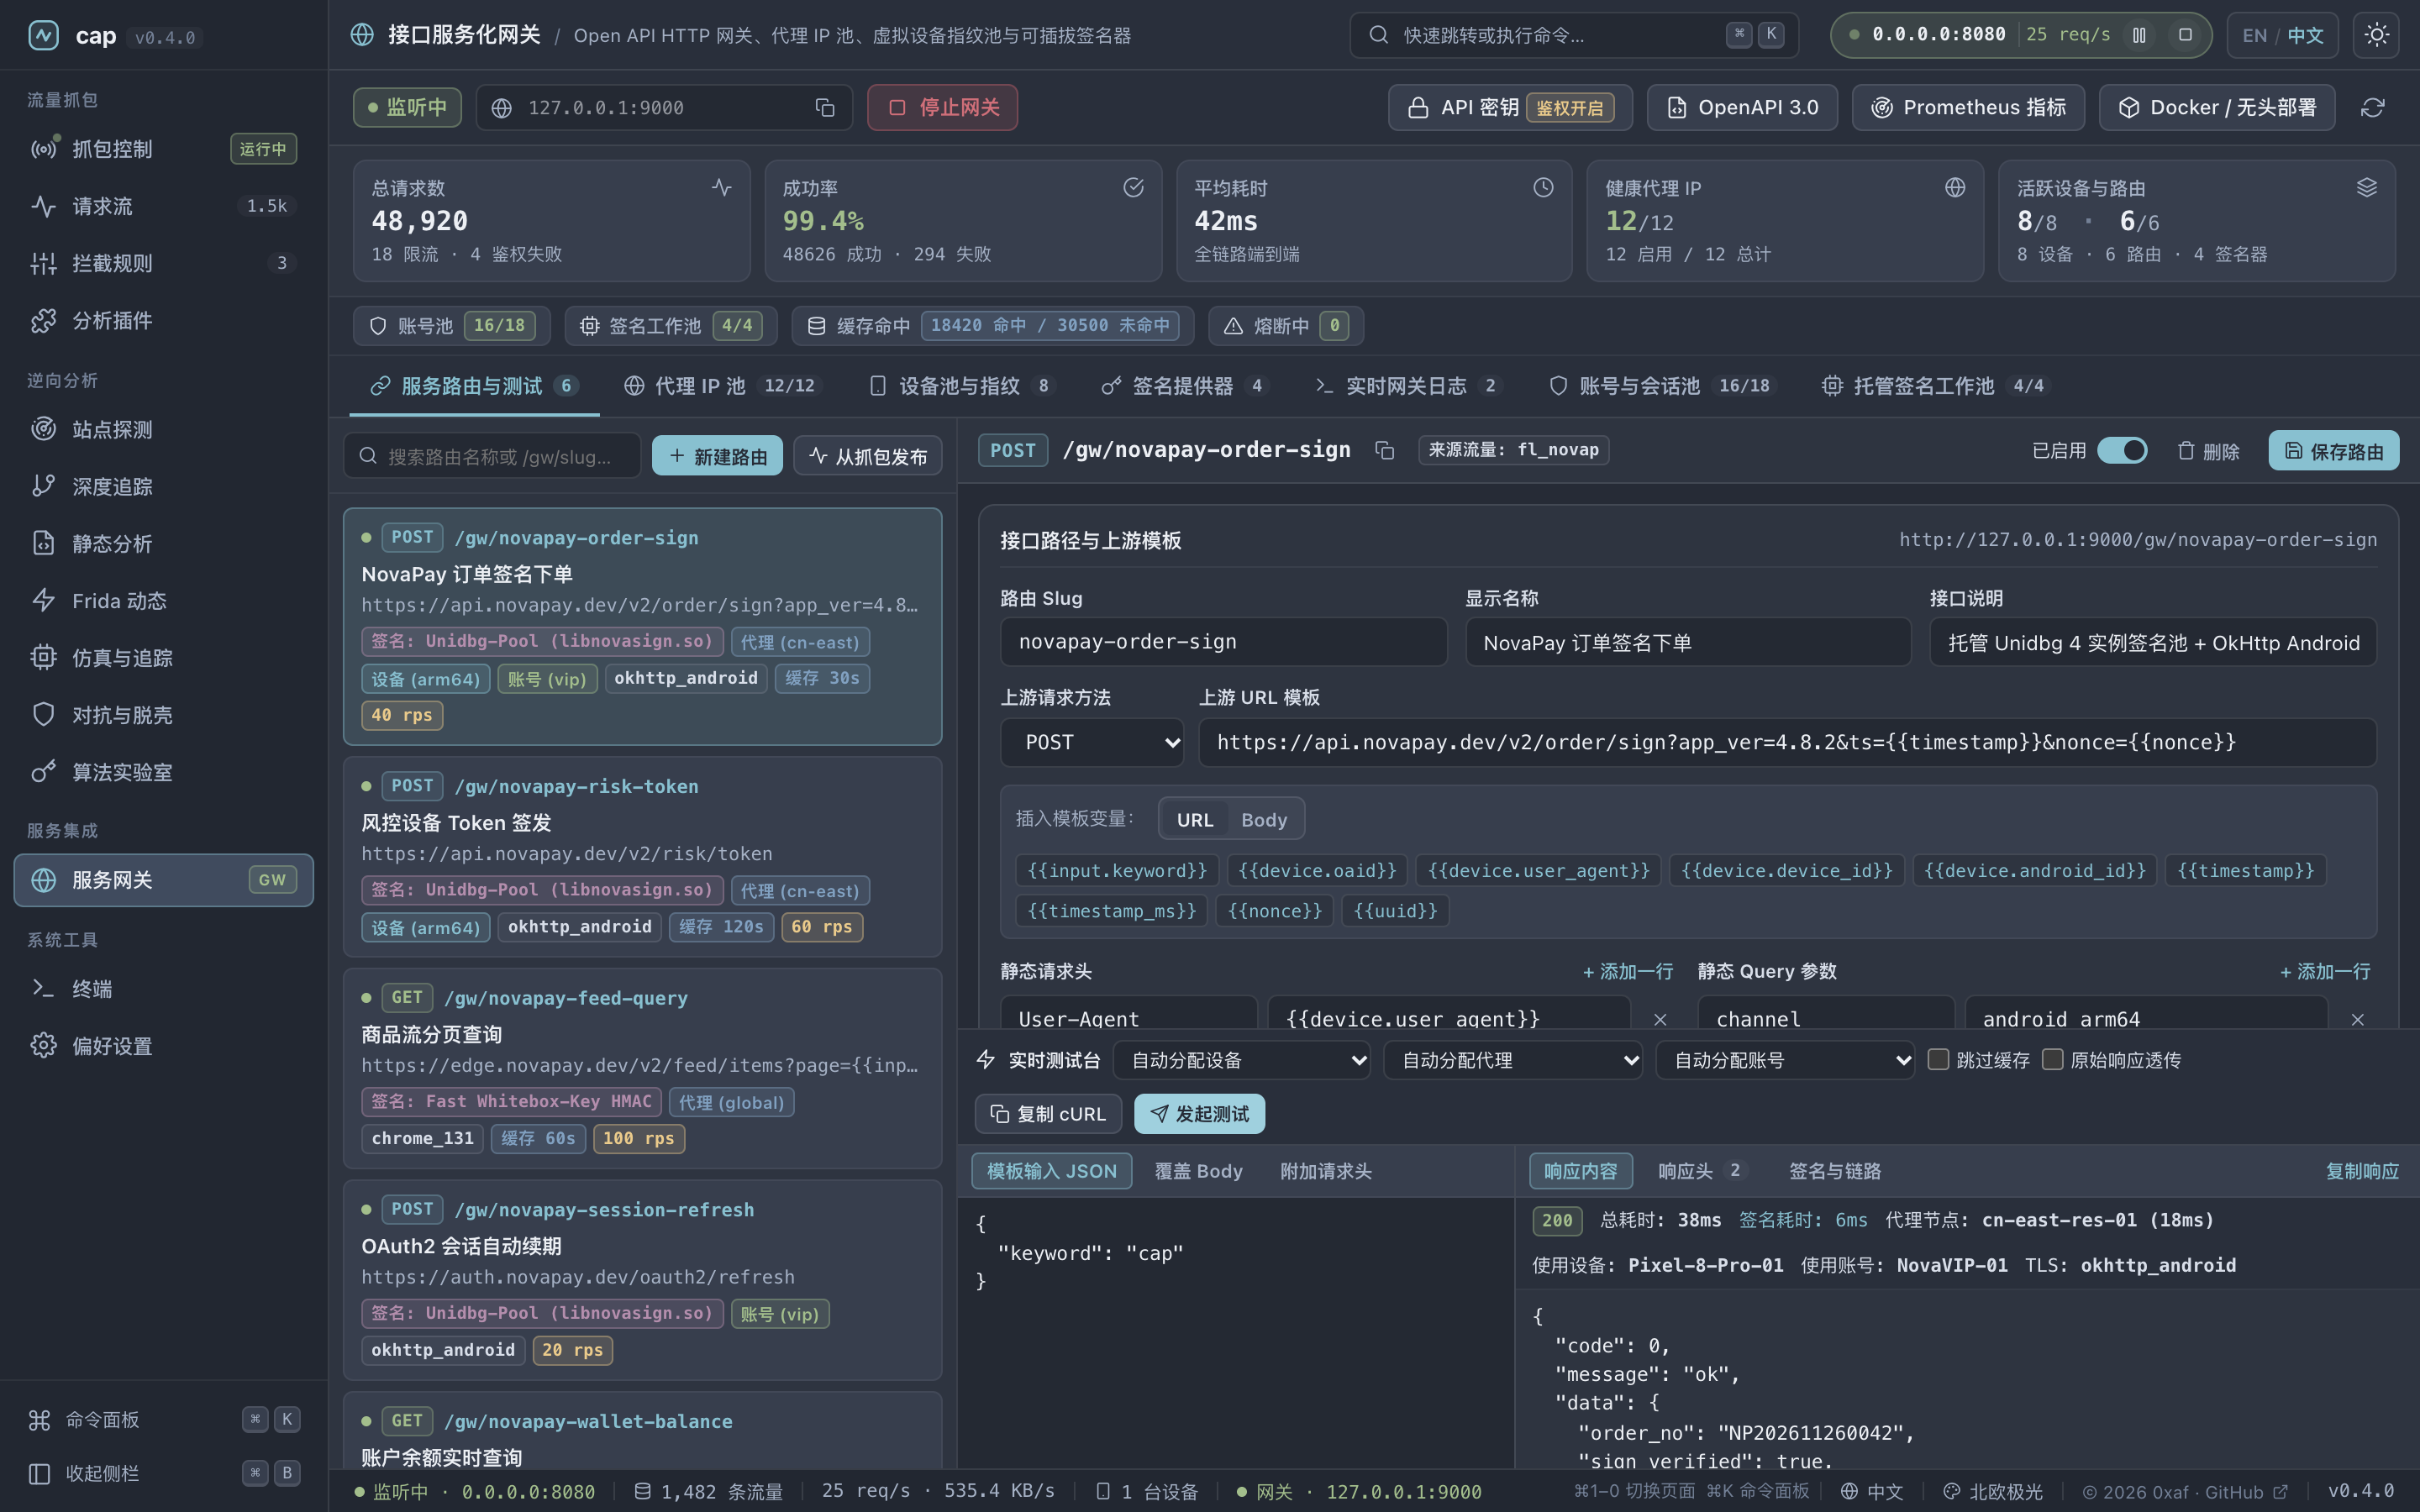 cap v0.4.0
流量抓包
抓包控制 运行中
请求流 1.5k
拦截规则 3
分析插件
逆向分析
站点探测
深度追踪
静态分析
Frida 动态
仿真与追踪
对抗与脱壳
算法实验室
服务集成
服务网关 GW
系统工具
终端
偏好设置
命令面板 ⌘ K
收起侧栏 ⌘ B
接口服务化网关 / Open API HTTP 网关、代理 IP 池、虚拟设备指纹池与可插拔签名器
快速跳转或执行命令... ⌘ K
0.0.0.0:8080 25 req/s
EN / 中文
监听中 127.0.0.1:9000 停止网关
API 密钥 鉴权开启 OpenAPI 3.0 Prometheus 指标 Docker / 无头部署
总请求数
48,920
18 限流 · 4 鉴权失败
成功率
99.4%
48626 成功 · 294 失败
平均耗时
42ms
全链路端到端
健康代理 IP
12/12
12 启用 / 12 总计
活跃设备与路由
8/8 · 6/6
8 设备 · 6 路由 · 4 签名器
账号池 16/18 签名工作池 4/4 缓存命中 18420 命中 / 30500 未命中 熔断中 0
服务路由与测试 6 代理 IP 池 12/12 设备池与指纹 8 签名提供器 4 实时网关日志 2 账号与会话池 16/18 托管签名工作池 4/4
搜索路由名称或 /gw/slug... 新建路由 从抓包发布
POST /gw/novapay-order-sign
NovaPay 订单签名下单
https://api.novapay.dev/v2/order/sign?app_ver=4.8…
签名: Unidbg-Pool (libnovasign.so) 代理 (cn-east)
设备 (arm64) 账号 (vip) okhttp_android 缓存 30s
40 rps
POST /gw/novapay-risk-token
风控设备 Token 签发
https://api.novapay.dev/v2/risk/token
签名: Unidbg-Pool (libnovasign.so) 代理 (cn-east)
设备 (arm64) okhttp_android 缓存 120s 60 rps
GET /gw/novapay-feed-query
商品流分页查询
https://edge.novapay.dev/v2/feed/items?page={{inp…
签名: Fast Whitebox-Key HMAC 代理 (global)
chrome_131 缓存 60s 100 rps
POST /gw/novapay-session-refresh
OAuth2 会话自动续期
https://auth.novapay.dev/oauth2/refresh
签名: Unidbg-Pool (libnovasign.so) 账号 (vip)
okhttp_android 20 rps
GET /gw/novapay-wallet-balance
账户余额实时查询
POST /gw/novapay-order-sign 来源流量: fl_novap 已启用 删除 保存路由
接口路径与上游模板 http://127.0.0.1:9000/gw/novapay-order-sign
路由 Slug 显示名称 接口说明
novapay-order-sign NovaPay 订单签名下单 托管 Unidbg 4 实例签名池 + OkHttp Android
上游请求方法 上游 URL 模板
POST https://api.novapay.dev/v2/order/sign?app_ver=4.8.2&ts={{timestamp}}&nonce={{nonce}}
插入模板变量: URL Body
{{input.keyword}} {{device.oaid}} {{device.user_agent}} {{device.device_id}} {{device.android_id}} {{timestamp}}
{{timestamp_ms}} {{nonce}} {{uuid}}
静态请求头 + 添加一行 静态 Query 参数 + 添加一行
User-Agent {{device.user_agent}} channel android_arm64
实时测试台 自动分配设备 自动分配代理 自动分配账号 跳过缓存 原始响应透传
复制 cURL 发起测试
模板输入 JSON 覆盖 Body 附加请求头
{
"keyword": "cap"
}
响应内容 响应头 2 签名与链路 复制响应
200 总耗时: 38ms 签名耗时: 6ms 代理节点: cn-east-res-01 (18ms)
使用设备: Pixel-8-Pro-01 使用账号: NovaVIP-01 TLS: okhttp_android
{
"code": 0,
"message": "ok",
"data": {
"order_no": "NP202611260042",
"sign_verified": true,
监听中 · 0.0.0.0:8080 1,482 条流量 25 req/s · 535.4 KB/s 1 台设备 网关 · 127.0.0.1:9000 ⌘1–0 切换页面 ⌘K 命令面板 中文 北欧极光 © 2026 0xaf · GitHub v0.4.0